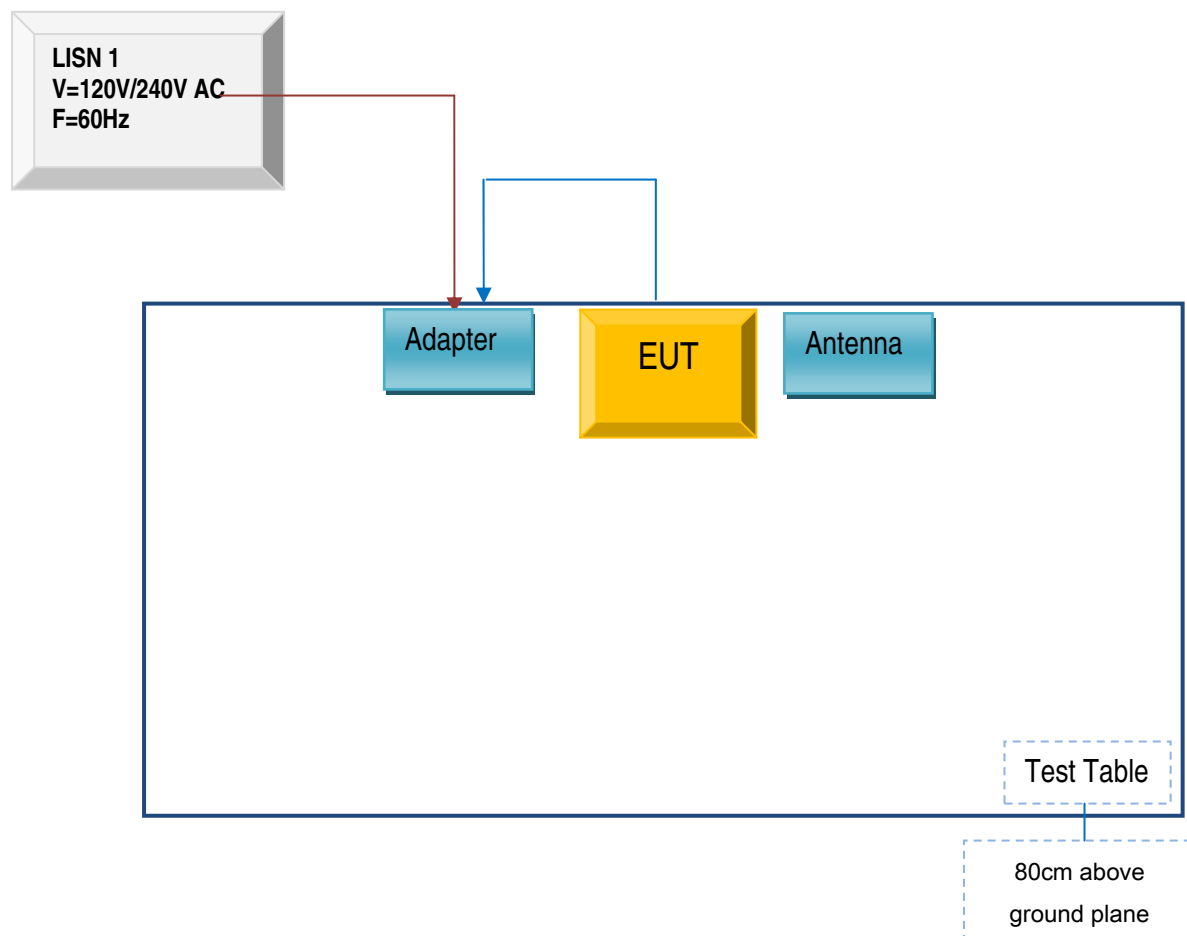 LISN 1
V=120V/240V AC
F=60Hz
Adapter
EUT
Antenna
Test Table
80cm above
ground plane